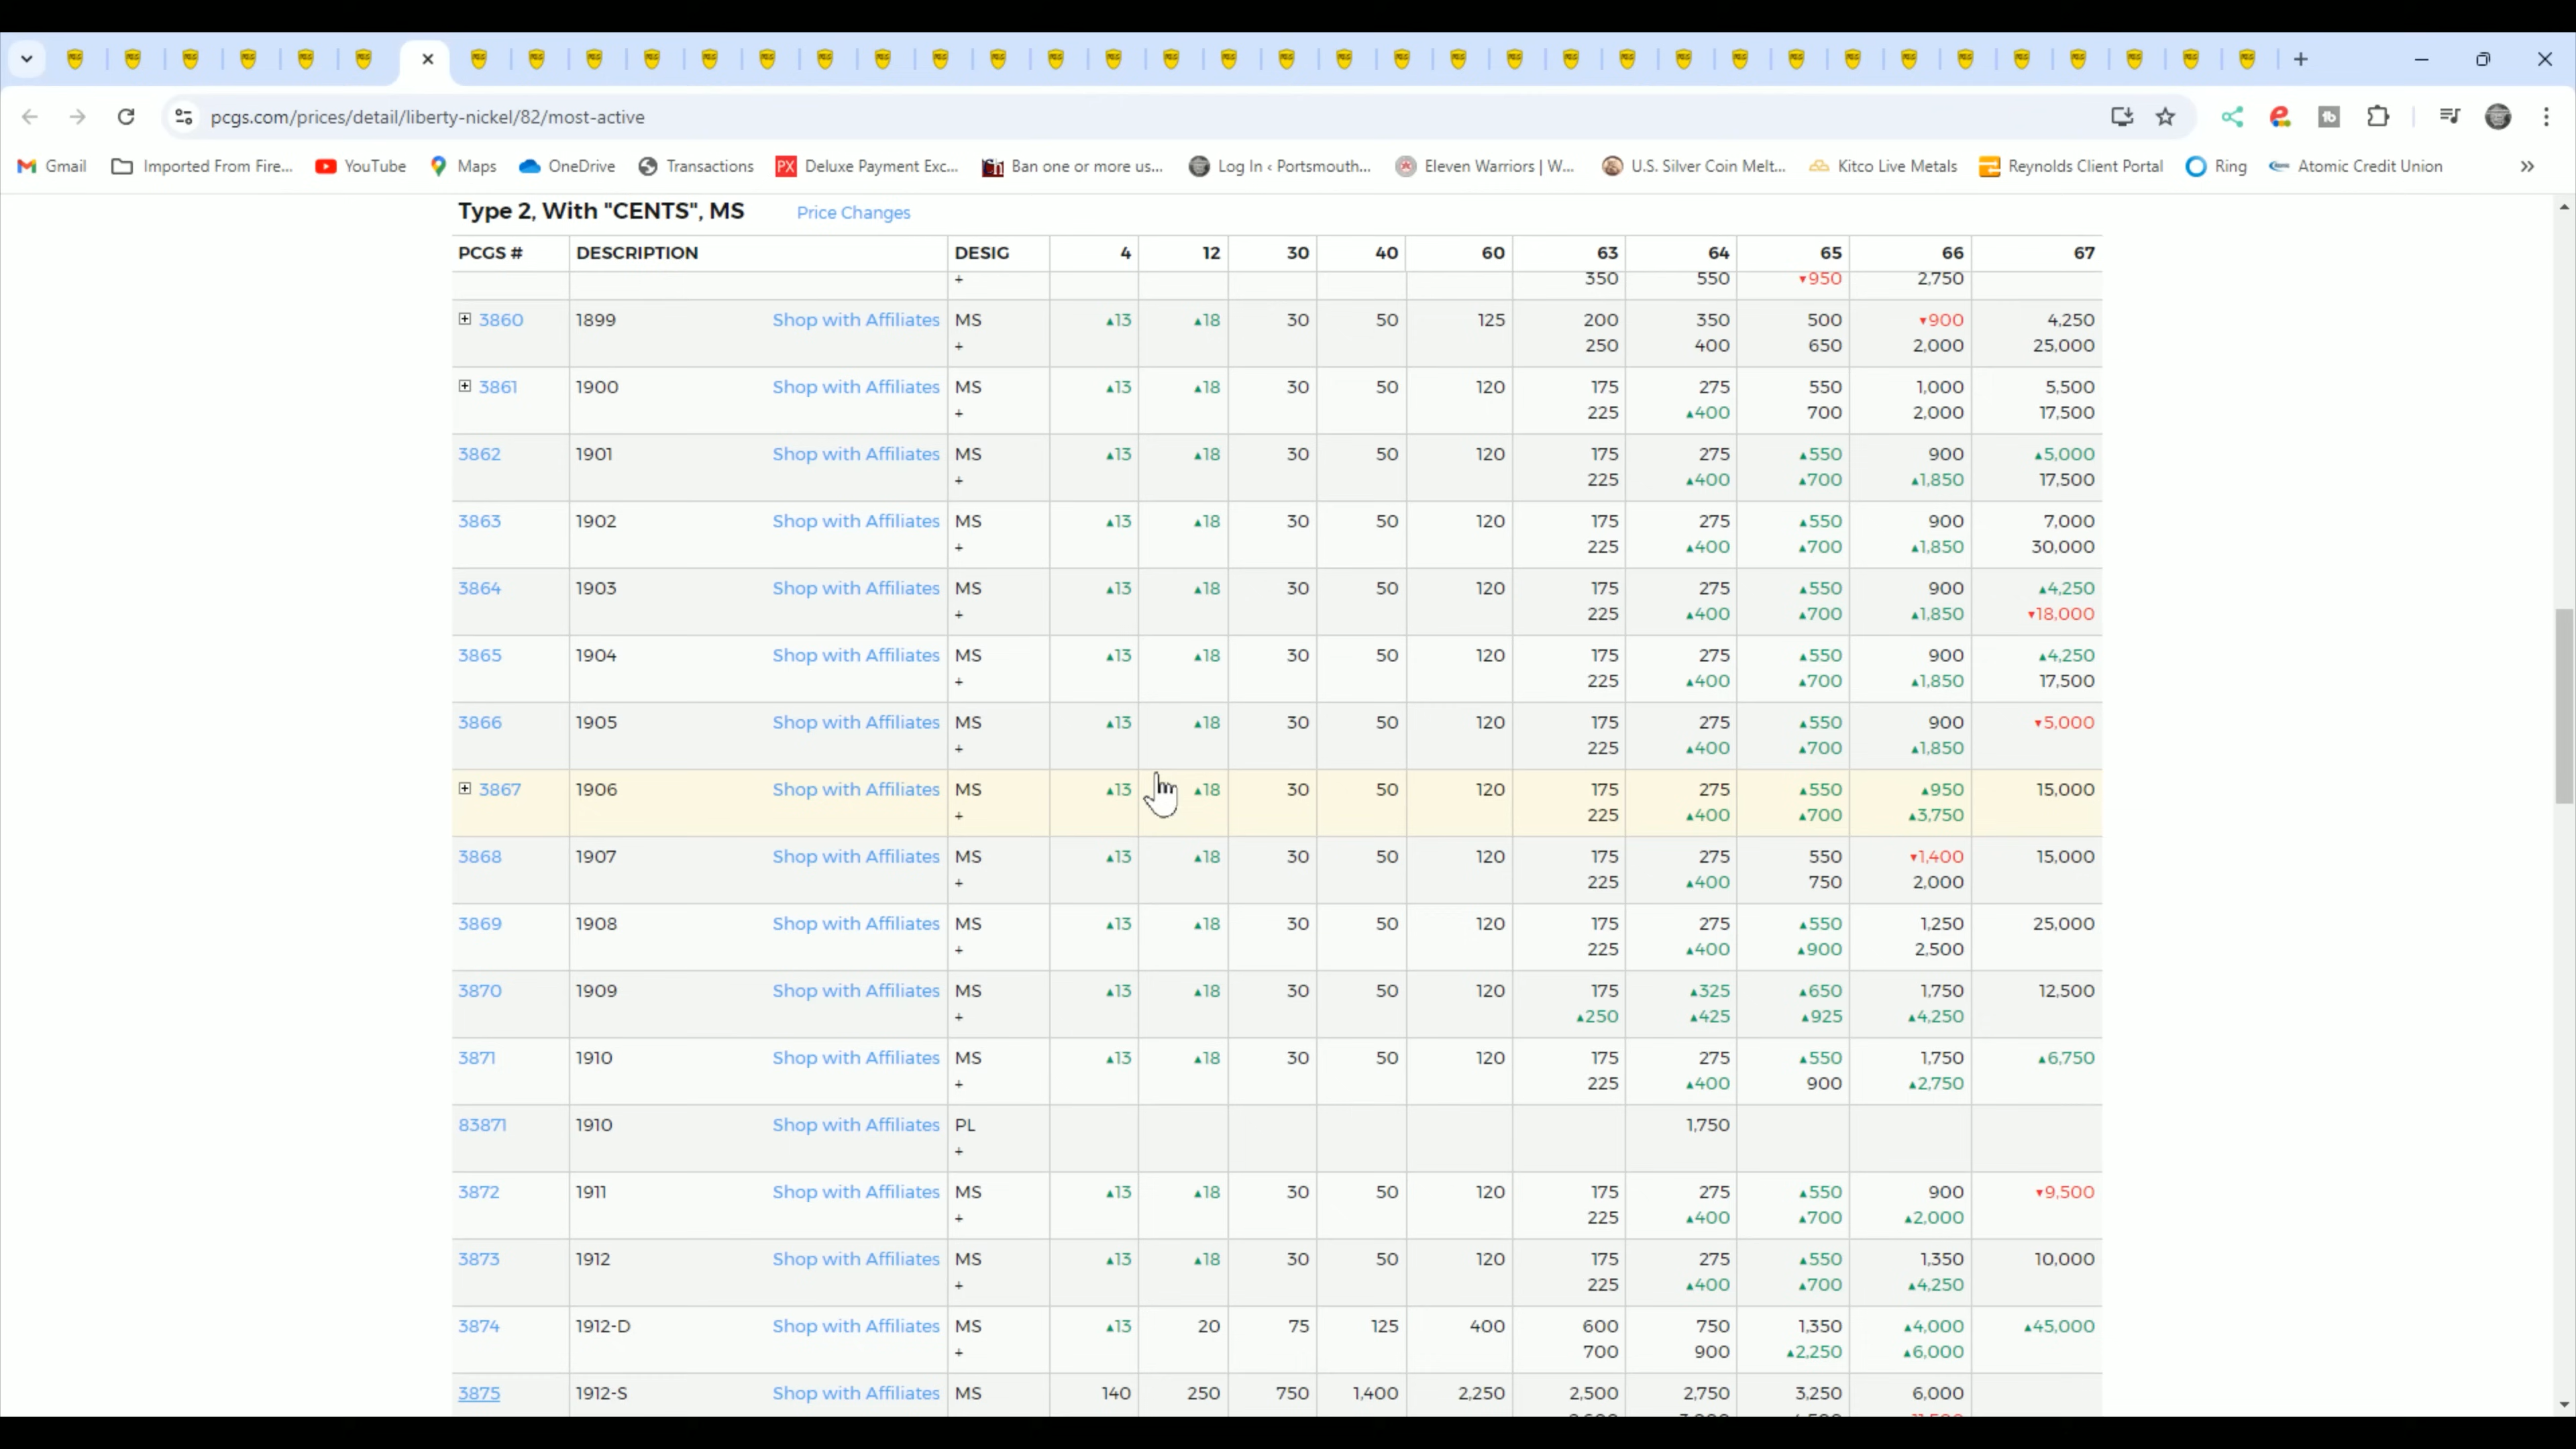 pcgs.com/prices/detail/liberty-nickel/82/most-active
Gmail Imported From Fire... YouTube Maps OneDrive Transactions Deluxe Payment Exc... Ban one or more us... Log In ‹ Portsmouth... Eleven Warriors | W... U.S. Silver Coin Melt... Kitco Live Metals Reynolds Client Portal Ring Atomic Credit Union »
Type 2, With "CENTS", MS Price Changes
PCGS # DESCRIPTION DESIG 4 12 30 40 60 63 64 65 66 67
+ 350 550 ▼950 2,750
3860 1899 Shop with Affiliates MS ▲13 ▲18 30 50 125 200 350 500 ▼900 4,250
+ 250 400 650 2,000 25,000
3861 1900 Shop with Affiliates MS ▲13 ▲18 30 50 120 175 275 550 1,000 5,500
+ 225 ▲400 700 2,000 17,500
3862 1901 Shop with Affiliates MS ▲13 ▲18 30 50 120 175 275 ▲550 900 ▲5,000
+ 225 ▲400 ▲700 ▲1,850 17,500
3863 1902 Shop with Affiliates MS ▲13 ▲18 30 50 120 175 275 ▲550 900 7,000
+ 225 ▲400 ▲700 ▲1,850 30,000
3864 1903 Shop with Affiliates MS ▲13 ▲18 30 50 120 175 275 ▲550 900 ▲4,250
+ 225 ▲400 ▲700 ▲1,850 ▼18,000
3865 1904 Shop with Affiliates MS ▲13 ▲18 30 50 120 175 275 ▲550 900 ▲4,250
+ 225 ▲400 ▲700 ▲1,850 17,500
3866 1905 Shop with Affiliates MS ▲13 ▲18 30 50 120 175 275 ▲550 900 ▼5,000
+ 225 ▲400 ▲700 ▲1,850
3867 1906 Shop with Affiliates MS ▲13 ▲18 30 50 120 175 275 ▲550 ▲950 15,000
+ 225 ▲400 ▲700 ▲3,750
3868 1907 Shop with Affiliates MS ▲13 ▲18 30 50 120 175 275 550 ▼1,400 15,000
+ 225 ▲400 750 2,000
3869 1908 Shop with Affiliates MS ▲13 ▲18 30 50 120 175 275 ▲550 1,250 25,000
+ 225 ▲400 ▲900 2,500
3870 1909 Shop with Affiliates MS ▲13 ▲18 30 50 120 175 ▲325 ▲650 1,750 12,500
+ ▲250 ▲425 ▲925 ▲4,250
3871 1910 Shop with Affiliates MS ▲13 ▲18 30 50 120 175 275 ▲550 1,750 ▲6,750
+ 225 ▲400 900 ▲2,750
83871 1910 Shop with Affiliates PL 1,750
+
3872 1911 Shop with Affiliates MS ▲13 ▲18 30 50 120 175 275 ▲550 900 ▼9,500
+ 225 ▲400 ▲700 ▲2,000
3873 1912 Shop with Affiliates MS ▲13 ▲18 30 50 120 175 275 ▲550 1,350 10,000
+ 225 ▲400 ▲700 ▲4,250
3874 1912-D Shop with Affiliates MS ▲13 20 75 125 400 600 750 1,350 ▲4,000 ▲45,000
+ 700 900 ▲2,250 ▲6,000
3875 1912-S Shop with Affiliates MS 140 250 750 1,400 2,250 2,500 2,750 3,250 6,000